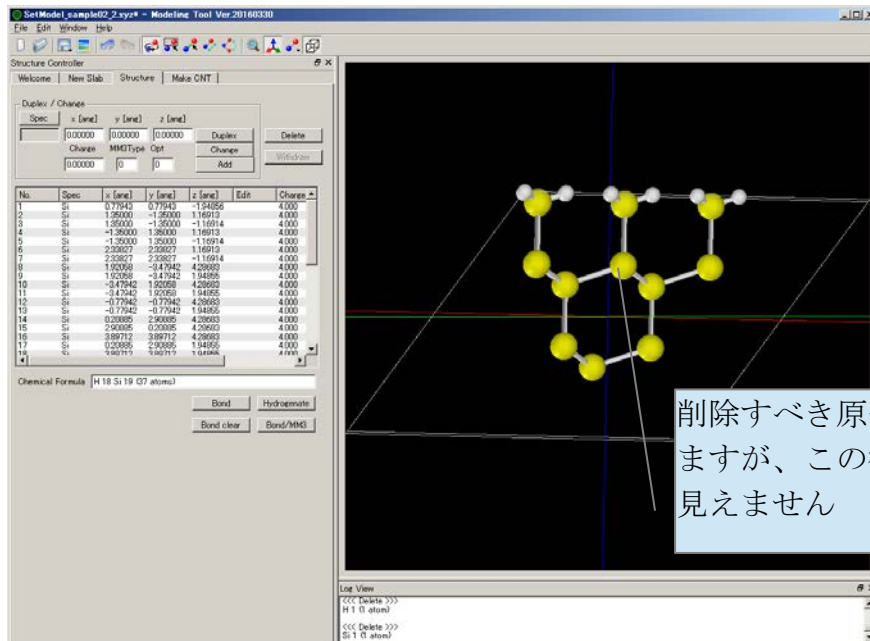 SetModel_sample02_2.xyz* - Modeling Tool Ver.20160330
File Edit Window Help
Structure Controller
Welcome New Slab Structure Make CNT
Duplex / Change
Spec x [ang] y [ang] z [ang]
0.00000 0.00000 0.00000 Duplex Delete
Charge MM3Type Opt Change Withdraw
0.00000 0 0 Add
No. Spec x [ang] y [ang] z [ang] Edit Charge
1 Si 0.77943 0.77943 -1.94856 4.000
2 Si 1.35000 -1.35000 1.16913 4.000
3 Si 1.35000 -1.35000 -1.16914 4.000
4 Si -1.35000 1.35000 1.16913 4.000
5 Si -1.35000 1.35000 -1.16914 4.000
6 Si 2.33827 2.33827 1.16913 4.000
7 Si 2.33827 2.33827 -1.16914 4.000
8 Si 1.92058 -3.47942 4.28683 4.000
9 Si 1.92058 -3.47942 1.94855 4.000
10 Si -3.47942 1.92058 4.28683 4.000
11 Si -3.47942 1.92058 1.94855 4.000
12 Si -0.77942 -0.77942 4.28683 4.000
13 Si -0.77942 -0.77942 1.94855 4.000
14 Si 0.20885 2.90885 4.28683 4.000
15 Si 2.90885 0.20885 4.28683 4.000
16 Si 3.89712 3.89712 4.28683 4.000
17 Si 0.20885 2.90885 1.94855 4.000
18 Si 3.89712 3.89712 1.94855 4.000
Chemical Formula H 18 Si 19 (37 atoms)
Bond Hydrogenate
Bond clear Bond/MM3
削除すべき原
ますが、この
見えません
Log View
<<< Delete >>>
H 1 (1 atom)
<<< Delete >>>
Si 1 (1 atom)